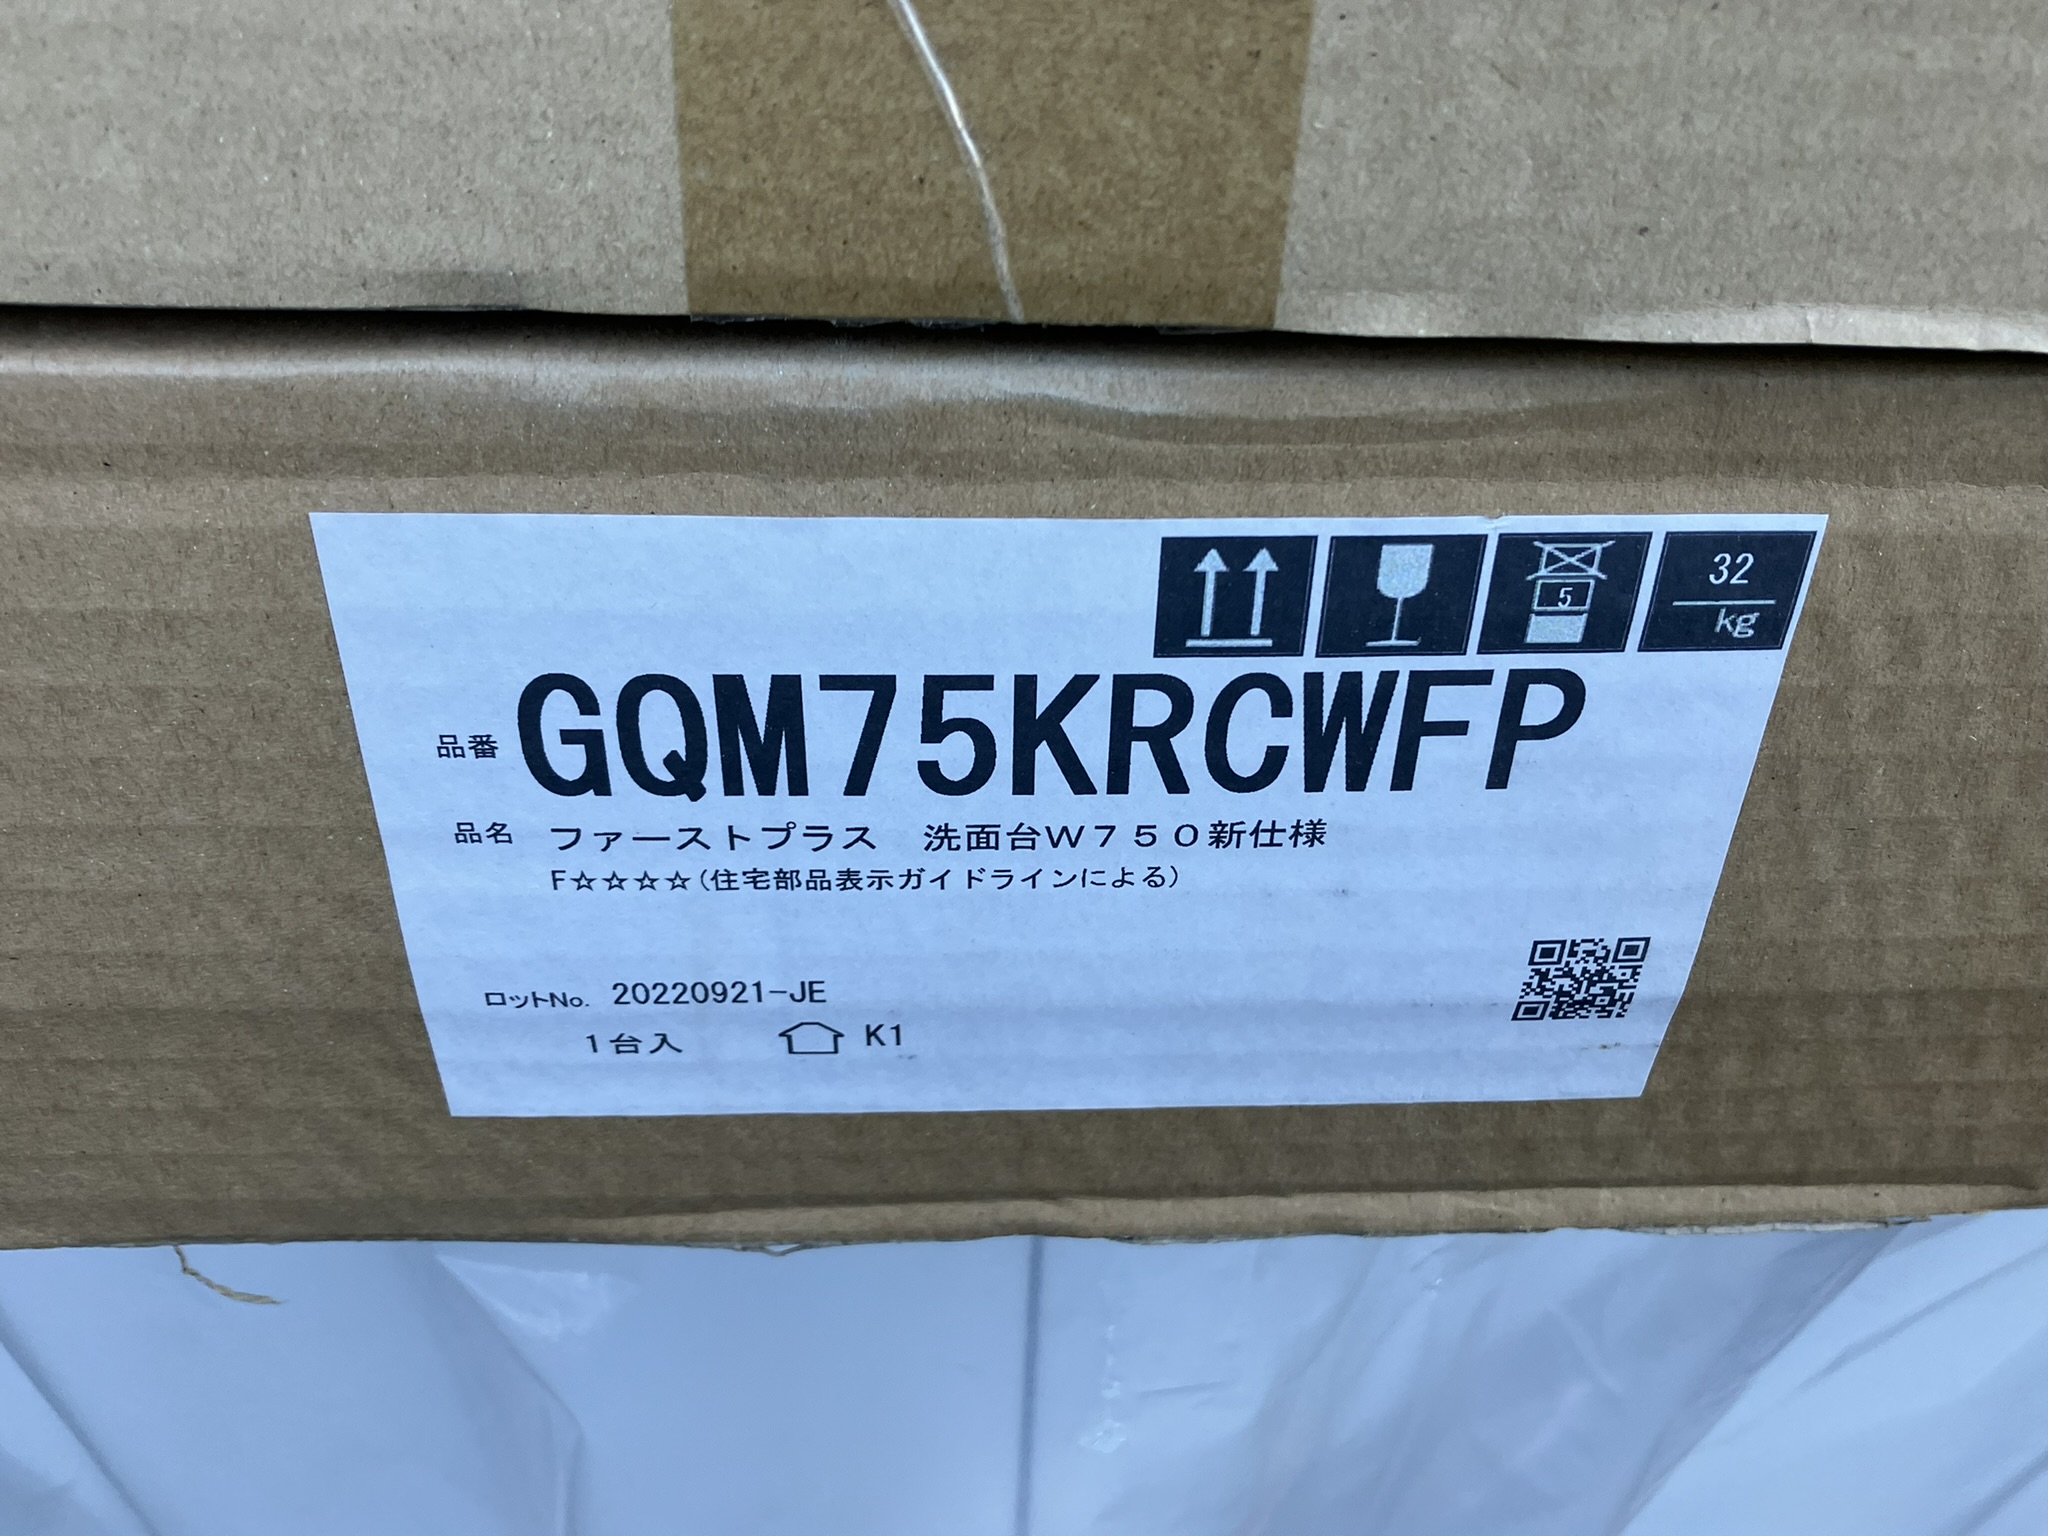 5
32
kg
品番 GQM75KRCWFP
品名 ファーストプラス 洗面台W750新仕様
F☆☆☆☆(住宅部品表示ガイドラインによる)
ロットNo. 20220921-JE
1台入 K1